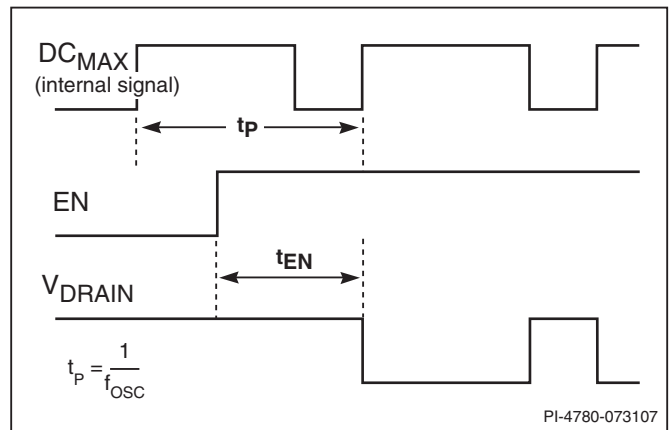 DCMAX
(internal signal)
tP
EN
tEN
VDRAIN
tP = 1/fOSC
PI-4780-073107